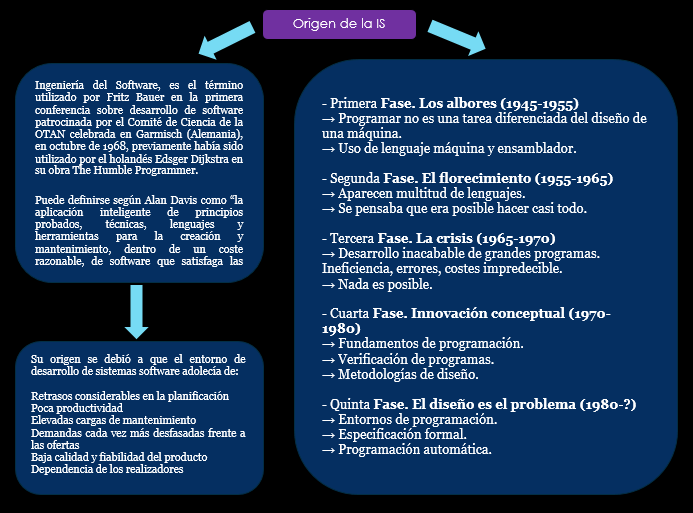 Origen de la IS
Ingeniería del Software, es el término
utilizado por Fritz Bauer en la primera
conferencia sobre desarrollo de software
patrocinada por el Comité de Ciencia de la
OTAN celebrada en Garmisch (Alemania),
en octubre de 1968, previamente había sido
utilizado por el holandés Edsger Dijkstra en
su obra The Humble Programmer.
Puede definirse según Alan Davis como “la
aplicación inteligente de principios
probados, técnicas, lenguajes y
herramientas para la creación y
mantenimiento, dentro de un coste
razonable, de software que satisfaga las
Su origen se debió a que el entorno de
desarrollo de sistemas software adolecía de:
Retrasos considerables en la planificación
Poca productividad
Elevadas cargas de mantenimiento
Demandas cada vez más desfasadas frente a
las ofertas
Baja calidad y fiabilidad del producto
Dependencia de los realizadores
- Primera Fase. Los albores (1945-1955)
→ Programar no es una tarea diferenciada del diseño de
una máquina.
→ Uso de lenguaje máquina y ensamblador.
- Segunda Fase. El florecimiento (1955-1965)
→ Aparecen multitud de lenguajes.
→ Se pensaba que era posible hacer casi todo.
- Tercera Fase. La crisis (1965-1970)
→ Desarrollo inacabable de grandes programas.
Ineficiencia, errores, costes impredecible.
→ Nada es posible.
- Cuarta Fase. Innovación conceptual (1970-
1980)
→ Fundamentos de programación.
→ Verificación de programas.
→ Metodologías de diseño.
- Quinta Fase. El diseño es el problema (1980-?)
→ Entornos de programación.
→ Especificación formal.
→ Programación automática.